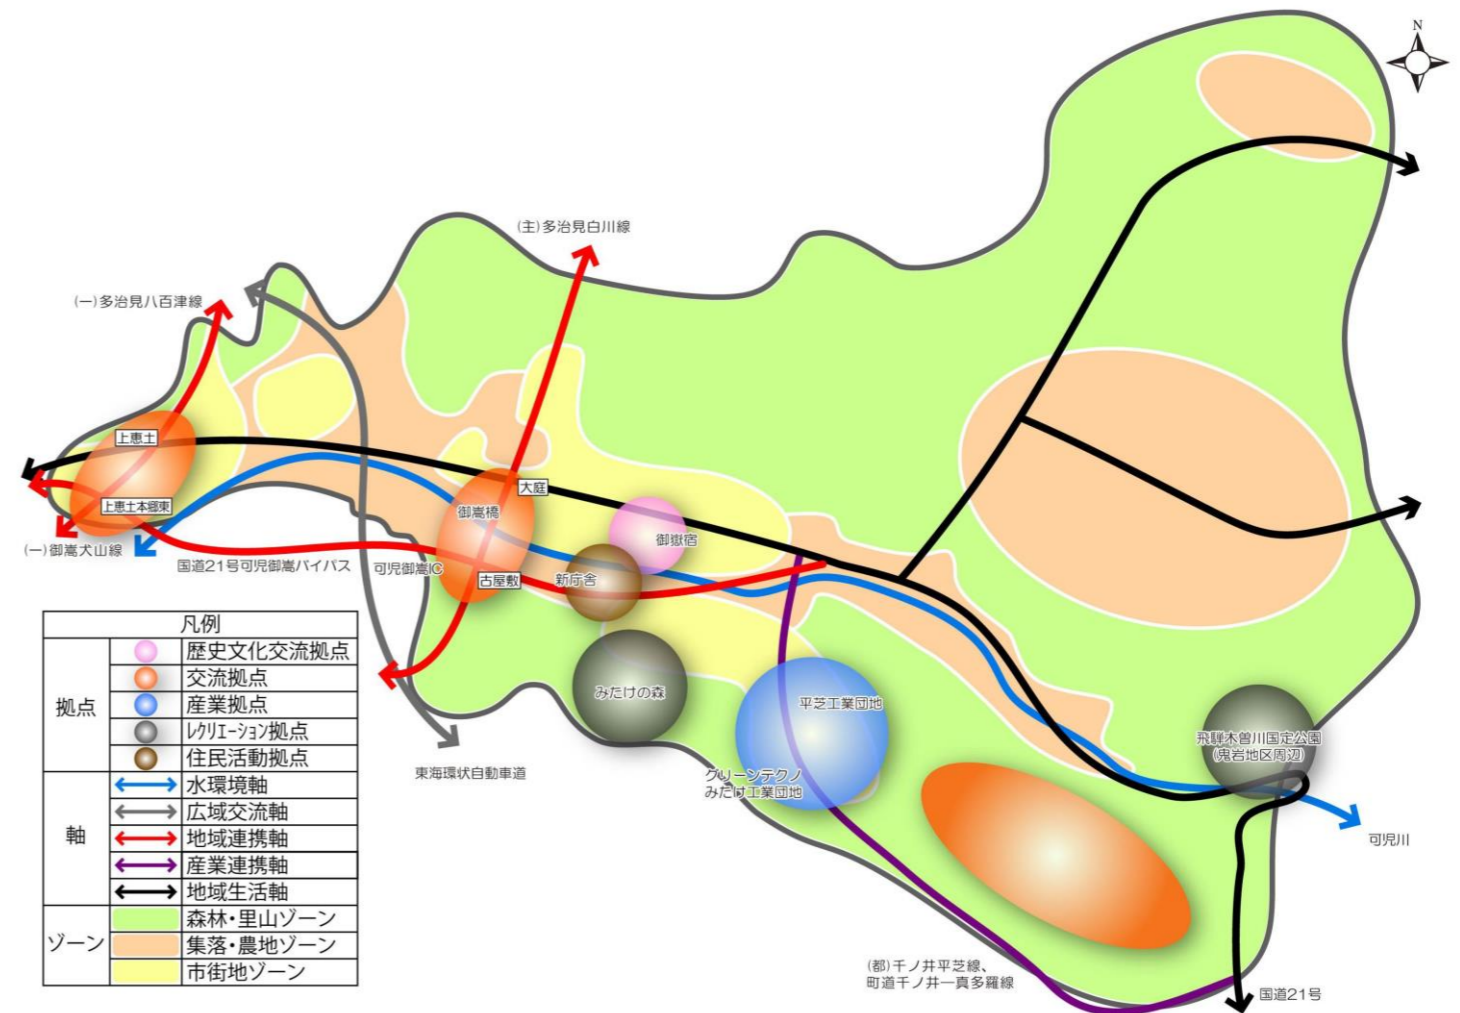 N
(主)多治見白川線
(一)多治見八百津線
上恵土
大庭
上恵土本郷東
御嵩橋
御嶽宿
(一)御嵩犬山線
国道21号可児御嵩バイパス
可児御嵩IC
古屋敷
新庁舎
みたけの森
平芝工業団地
グリーンテクノ
みたけ工業団地
飛騨木曽川国定公園
(鬼岩地区周辺)
東海環状自動車道
可児川
(都)千ノ井平芝線、
町道千ノ井―真多羅線
国道21号
凡例
拠点
歴史文化交流拠点
交流拠点
産業拠点
ﾚｸﾘｴｰｼｮﾝ拠点
住民活動拠点
軸
水環境軸
広域交流軸
地域連携軸
産業連携軸
地域生活軸
ゾーン
森林・里山ゾーン
集落・農地ゾーン
市街地ゾーン